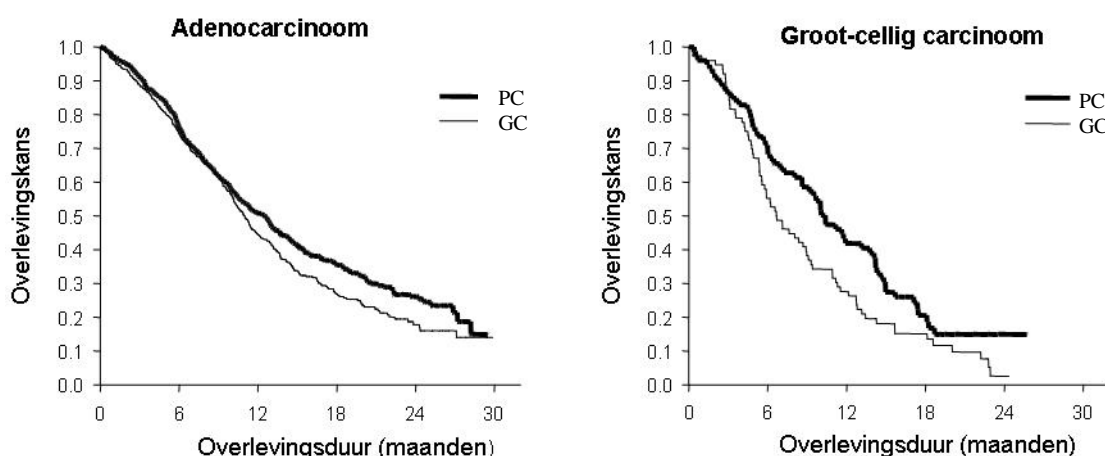 Adenocarcinoom
1.0
0.9
0.8
0.7
0.6
0.5
0.4
0.3
0.2
0.1
0.0
Overlevingskans
PC
GC
0 6 12 18 24 30
Overlevingsduur (maanden)
Groot-cellig carcinoom
1.0
0.9
0.8
0.7
0.6
0.5
0.4
0.3
0.2
0.1
0.0
Overlevingskans
PC
GC
0 6 12 18 24 30
Overlevingsduur (maanden)